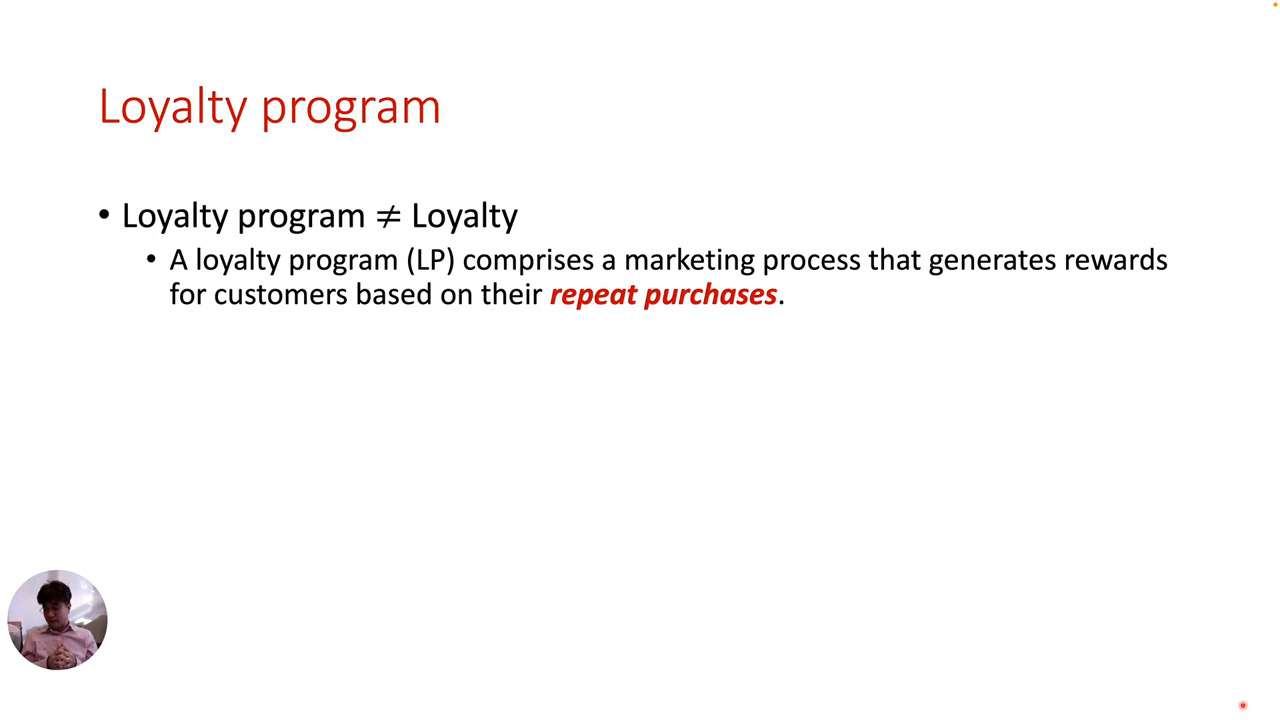 Loyalty program
• Loyalty program ≠ Loyalty
• A loyalty program (LP) comprises a marketing process that generates rewards
for customers based on their repeat purchases.